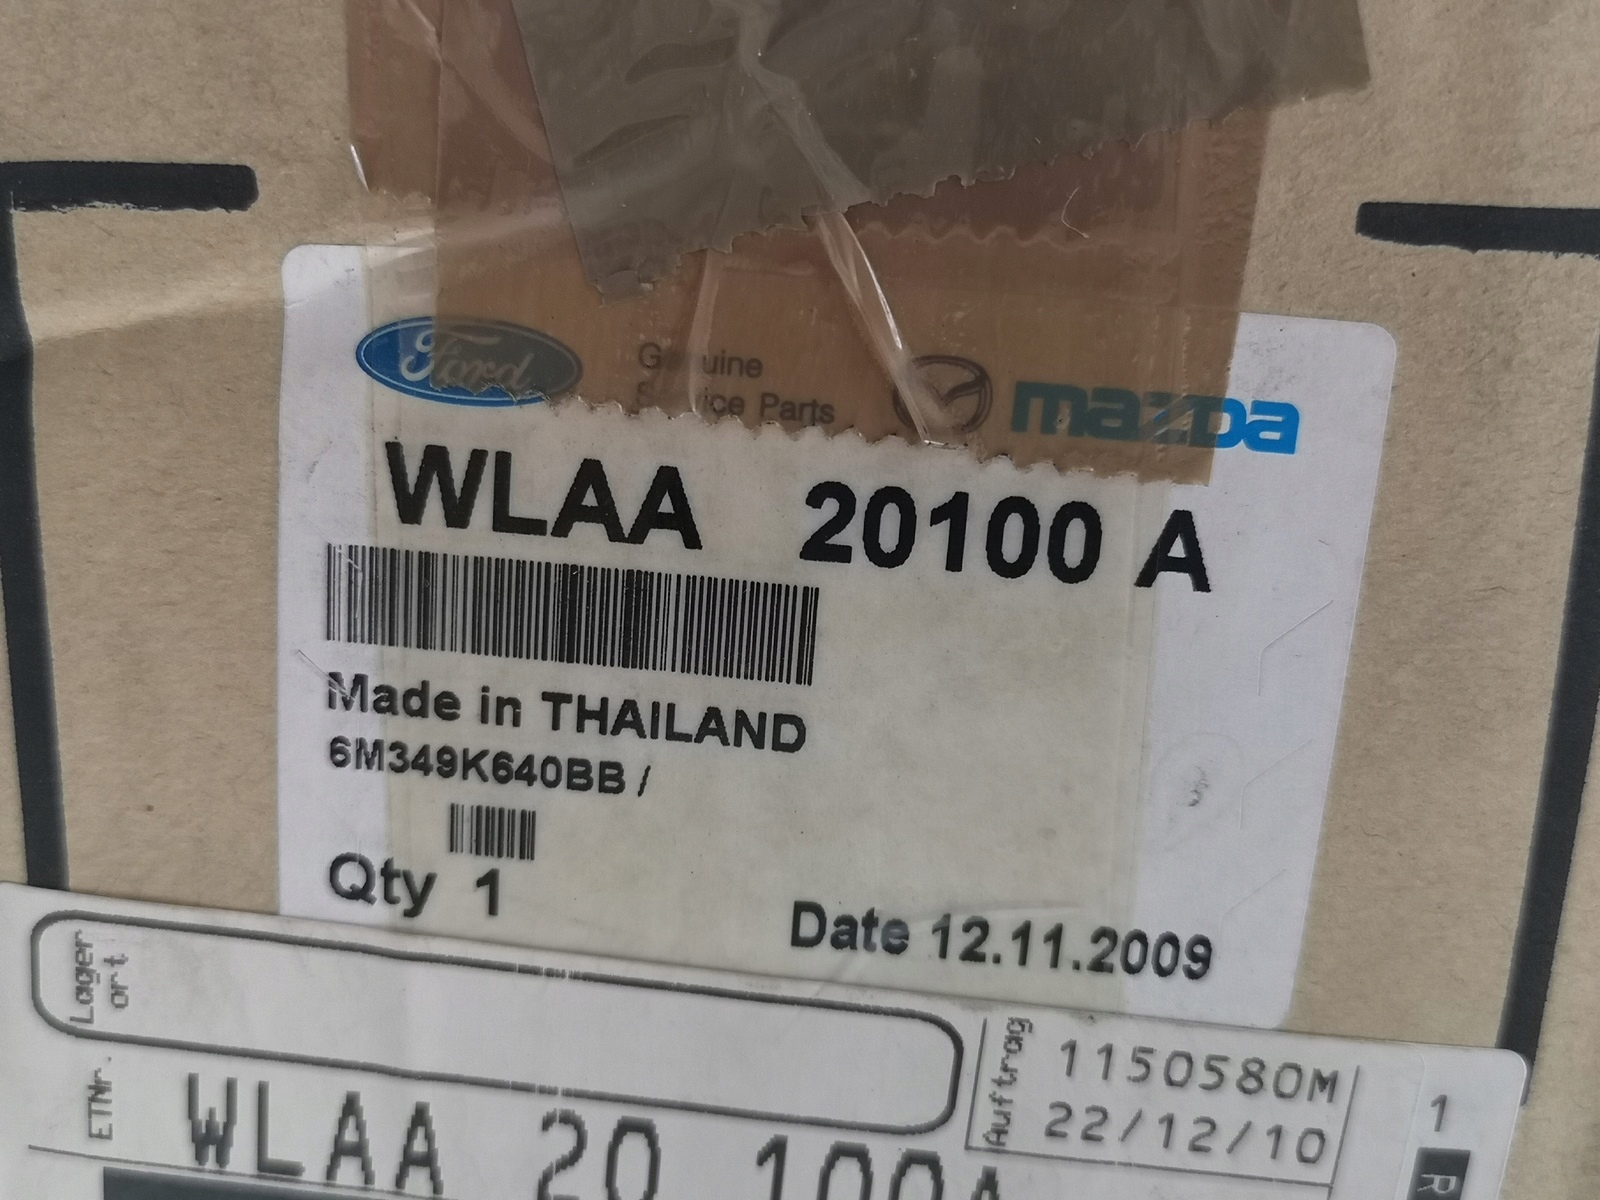 Ford
Genuine
Service Parts
mazda
WLAA 20100 A
Made in THAILAND
6M349K640BB /
Qty 1
Date 12.11.2009
Lager
ort
Auftrag
1150580M
22/12/10
1
R
ETNr.
WLAA 20 100A